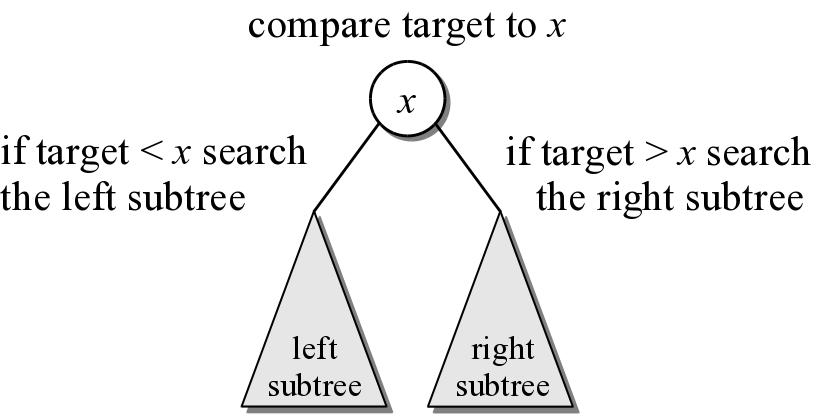 compare target to x
x
if target < x search
the left subtree
if target > x search
the right subtree
left
subtree
right
subtree